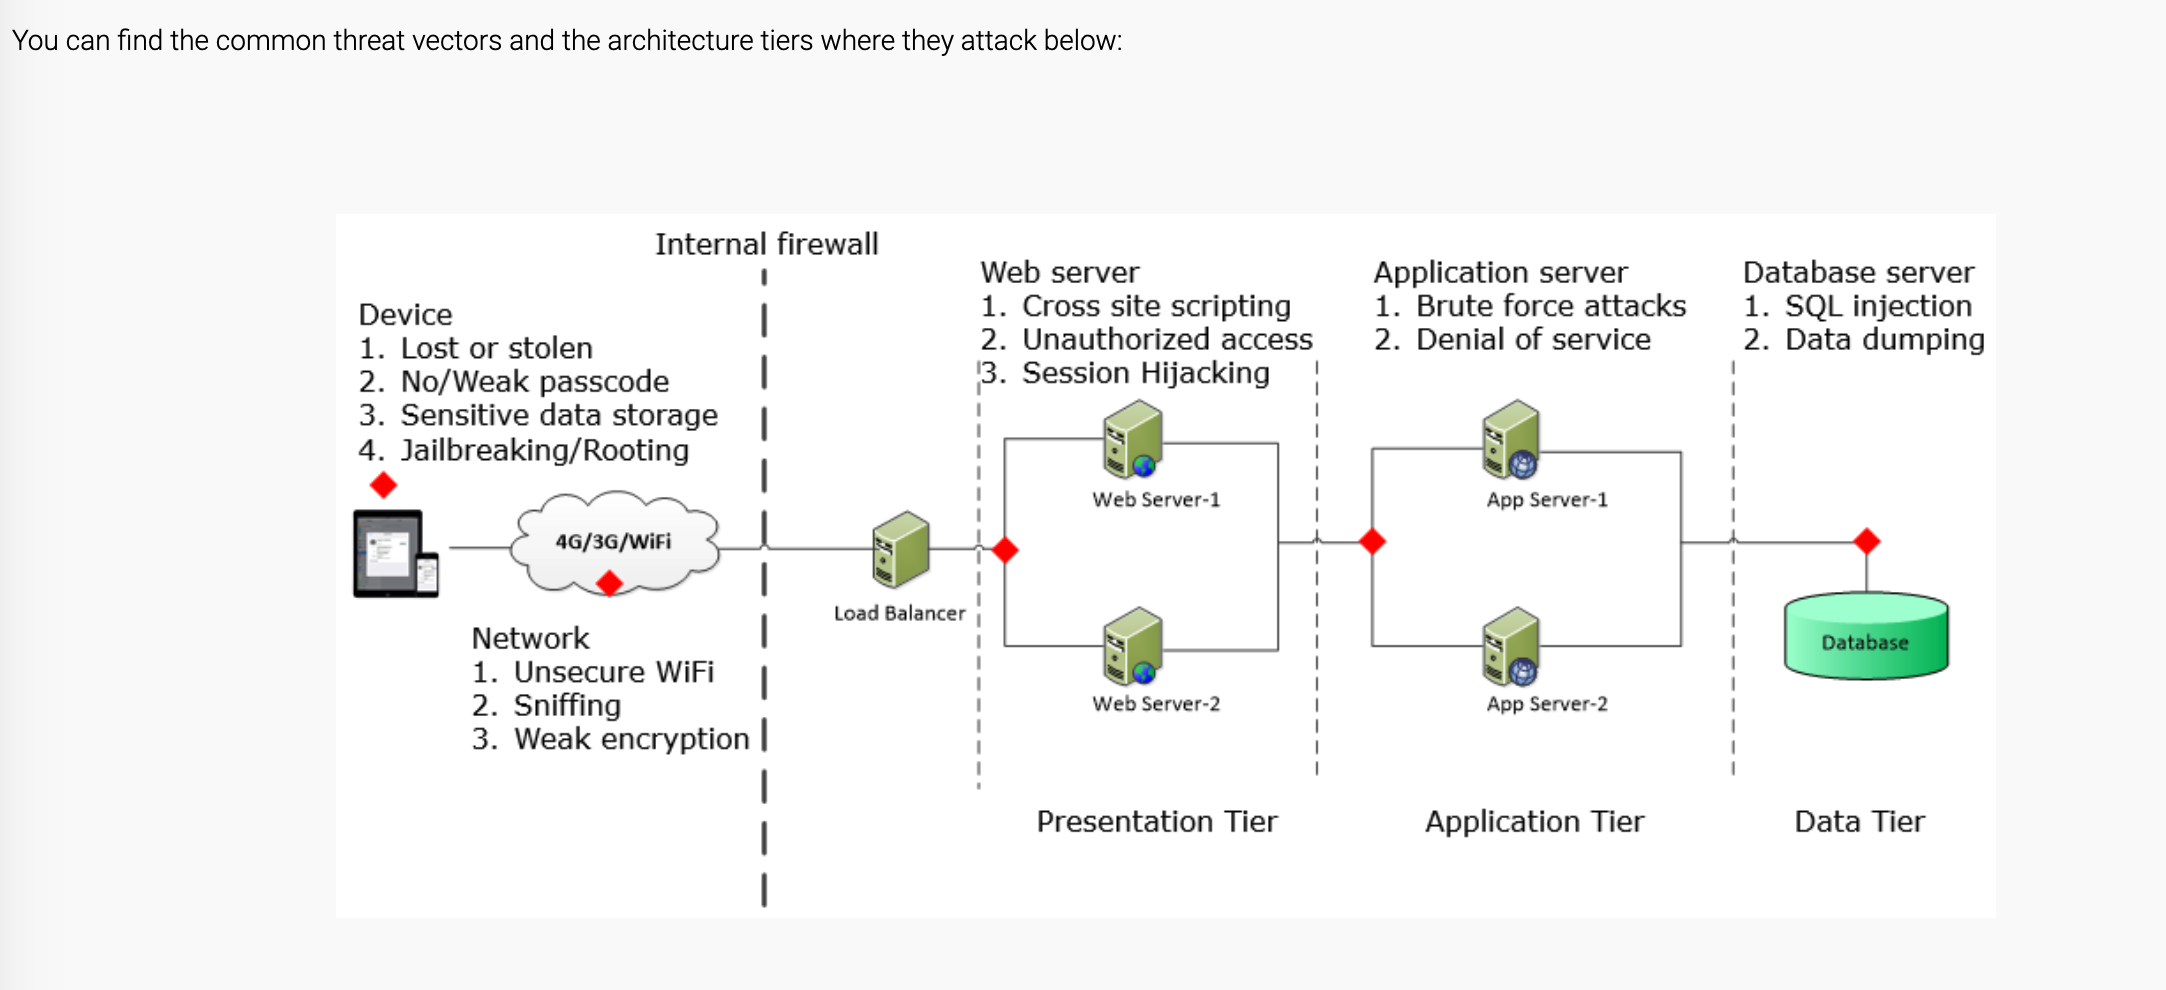 You can find the common threat vectors and the architecture tiers where they attack below:
Internal firewall
Device
1. Lost or stolen
2. No/Weak passcode
3. Sensitive data storage
4. Jailbreaking/Rooting
4G/3G/WiFi
Network
1. Unsecure WiFi
2. Sniffing
3. Weak encryption
Load Balancer
Web server
1. Cross site scripting
2. Unauthorized access
3. Session Hijacking
Web Server-1
Web Server-2
Presentation Tier
Application server
1. Brute force attacks
2. Denial of service
App Server-1
App Server-2
Application Tier
Database server
1. SQL injection
2. Data dumping
Database
Data Tier